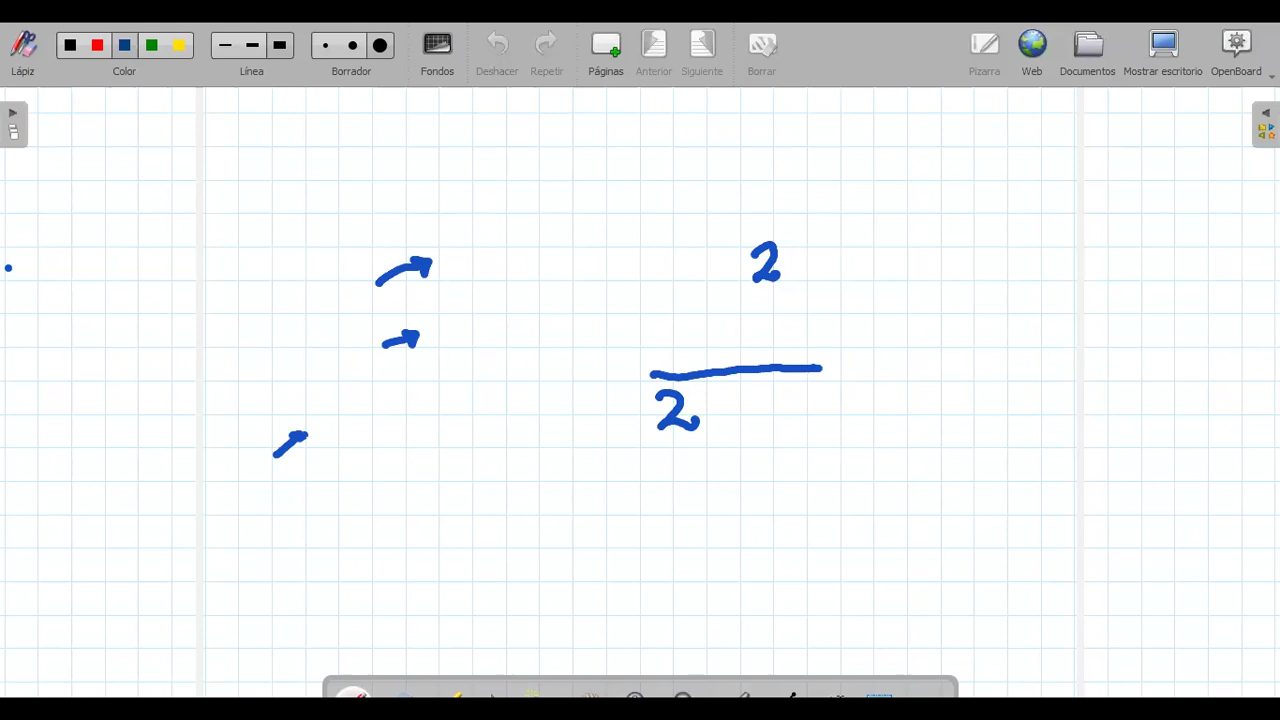 Lápiz Color Línea Borrador Fondos Deshacer Repetir Páginas Anterior Siguiente Borrar Pizarra Web Documentos Mostrar escritorio OpenBoard
2
2